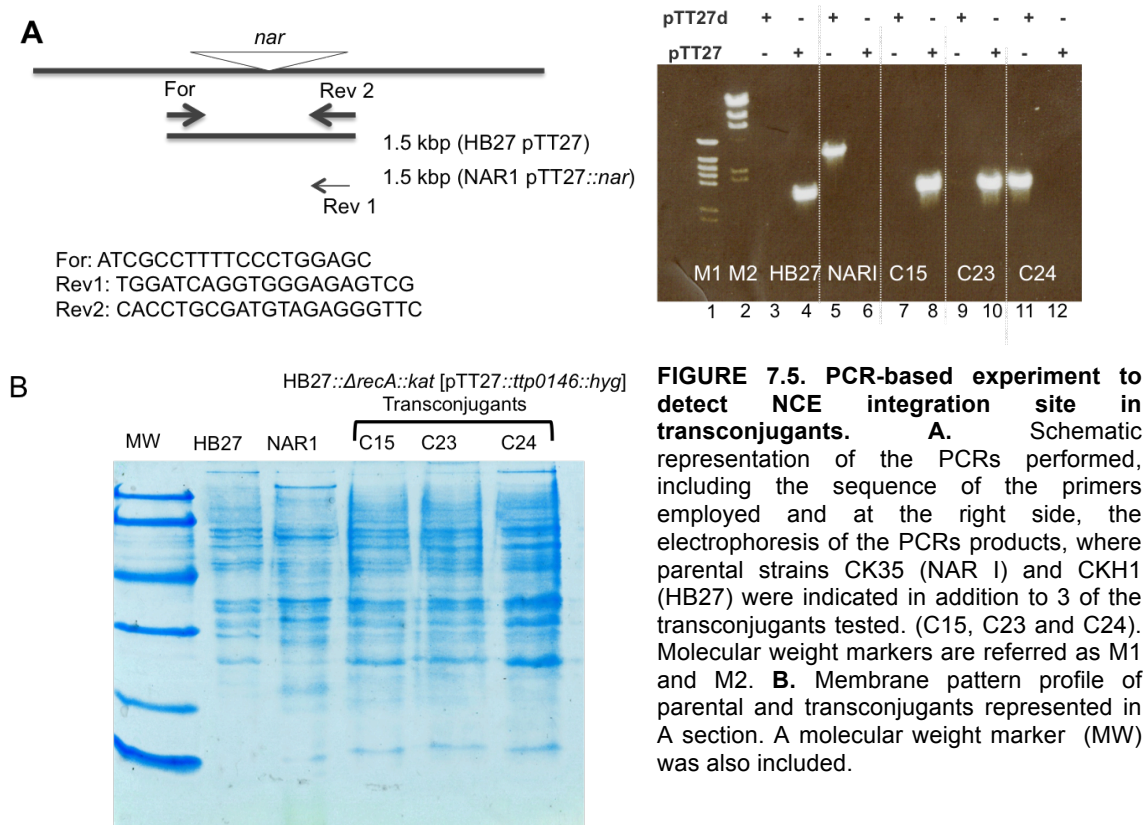 A
nar
For
Rev 2
1.5 kbp (HB27 pTT27)
1.5 kbp (NAR1 pTT27::nar)
Rev 1
For: ATCGCCTTTTCCCTGGAGC
Rev1: TGGATCAGGTGGGAGAGTCG
Rev2: CACCTGCGATGTAGAGGGTTC
pTT27d + - + - + - + - + -
pTT27 - + - + - + - + - +
M1 M2 HB27 NARI C15 C23 C24
1 2 3 4 5 6 7 8 9 10 11 12
B
HB27::ΔrecA::kat [pTT27::ttp0146::hyg]
Transconjugants
MW HB27 NAR1 C15 C23 C24
FIGURE 7.5. PCR-based experiment to
detect NCE integration site in
transconjugants. A. Schematic
representation of the PCRs performed,
including the sequence of the primers
employed and at the right side, the
electrophoresis of the PCRs products, where
parental strains CK35 (NAR I) and CKH1
(HB27) were indicated in addition to 3 of the
transconjugants tested. (C15, C23 and C24).
Molecular weight markers are referred as M1
and M2. B. Membrane pattern profile of
parental and transconjugants represented in
A section. A molecular weight marker (MW)
was also included.